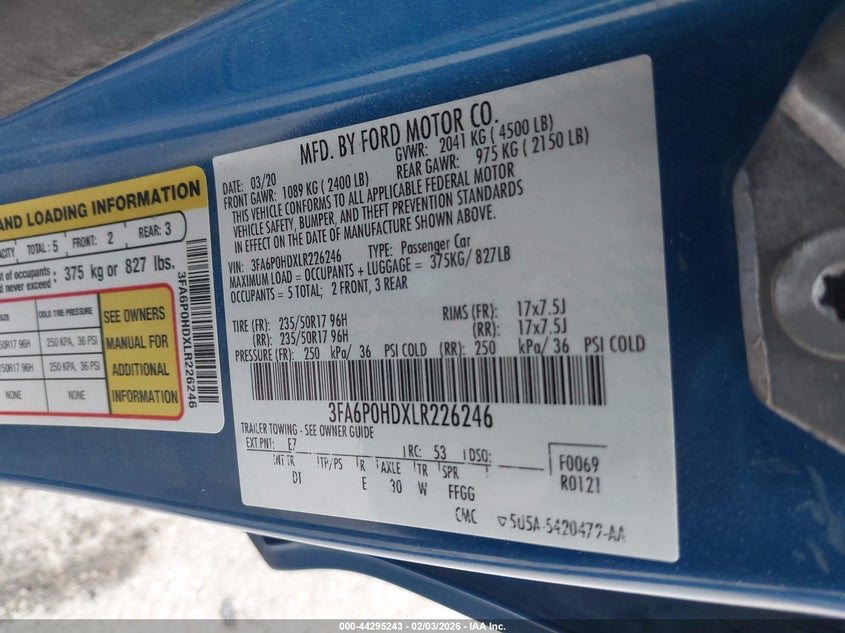 AND LOADING INFORMATION
TOTAL: 5 FRONT: 2 REAR: 3
of occupants
never exceed : 375 kg or 827 lbs.
SIZE COLD TIRE PRESSURE SEE OWNERS
50R17 96H 250 KPA, 36 PSI MANUAL FOR
50R17 96H 250 KPA, 36 PSI ADDITIONAL
NONE NONE INFORMATION
3FA6P0HDXLR226246
MFD. BY FORD MOTOR CO.
DATE: 03/20 GVWR: 2041 KG ( 4500 LB)
FRONT GAWR: 1089 KG ( 2400 LB) REAR GAWR: 975 KG ( 2150 LB)
THIS VEHICLE CONFORMS TO ALL APPLICABLE FEDERAL MOTOR
VEHICLE SAFETY, BUMPER, AND THEFT PREVENTION STANDARDS
IN EFFECT ON THE DATE OF MANUFACTURE SHOWN ABOVE.
VIN: 3FA6P0HDXLR226246 TYPE: Passenger Car
MAXIMUM LOAD = OCCUPANTS + LUGGAGE = 375KG/ 827LB
OCCUPANTS = 5 TOTAL; 2 FRONT, 3 REAR
TIRE (FR): 235/50R17 96H RIMS (FR): 17x7.5J
(RR): 235/50R17 96H (RR): 17x7.5J
PRESSURE (FR): 250 kPa/ 36 PSI COLD (RR): 250 kPa/ 36 PSI COLD
3FA6P0HDXLR226246
TRAILER TOWING - SEE OWNER GUIDE
EXT PNT: E7 RC: 53 DSO: F0069
INT TR TP/PS R AXLE TR SPR R0121
DT E 30 W FFGG
CMC 5U5A-5420472-AA
000-44295243 - 02/03/2026 - IAA Inc.